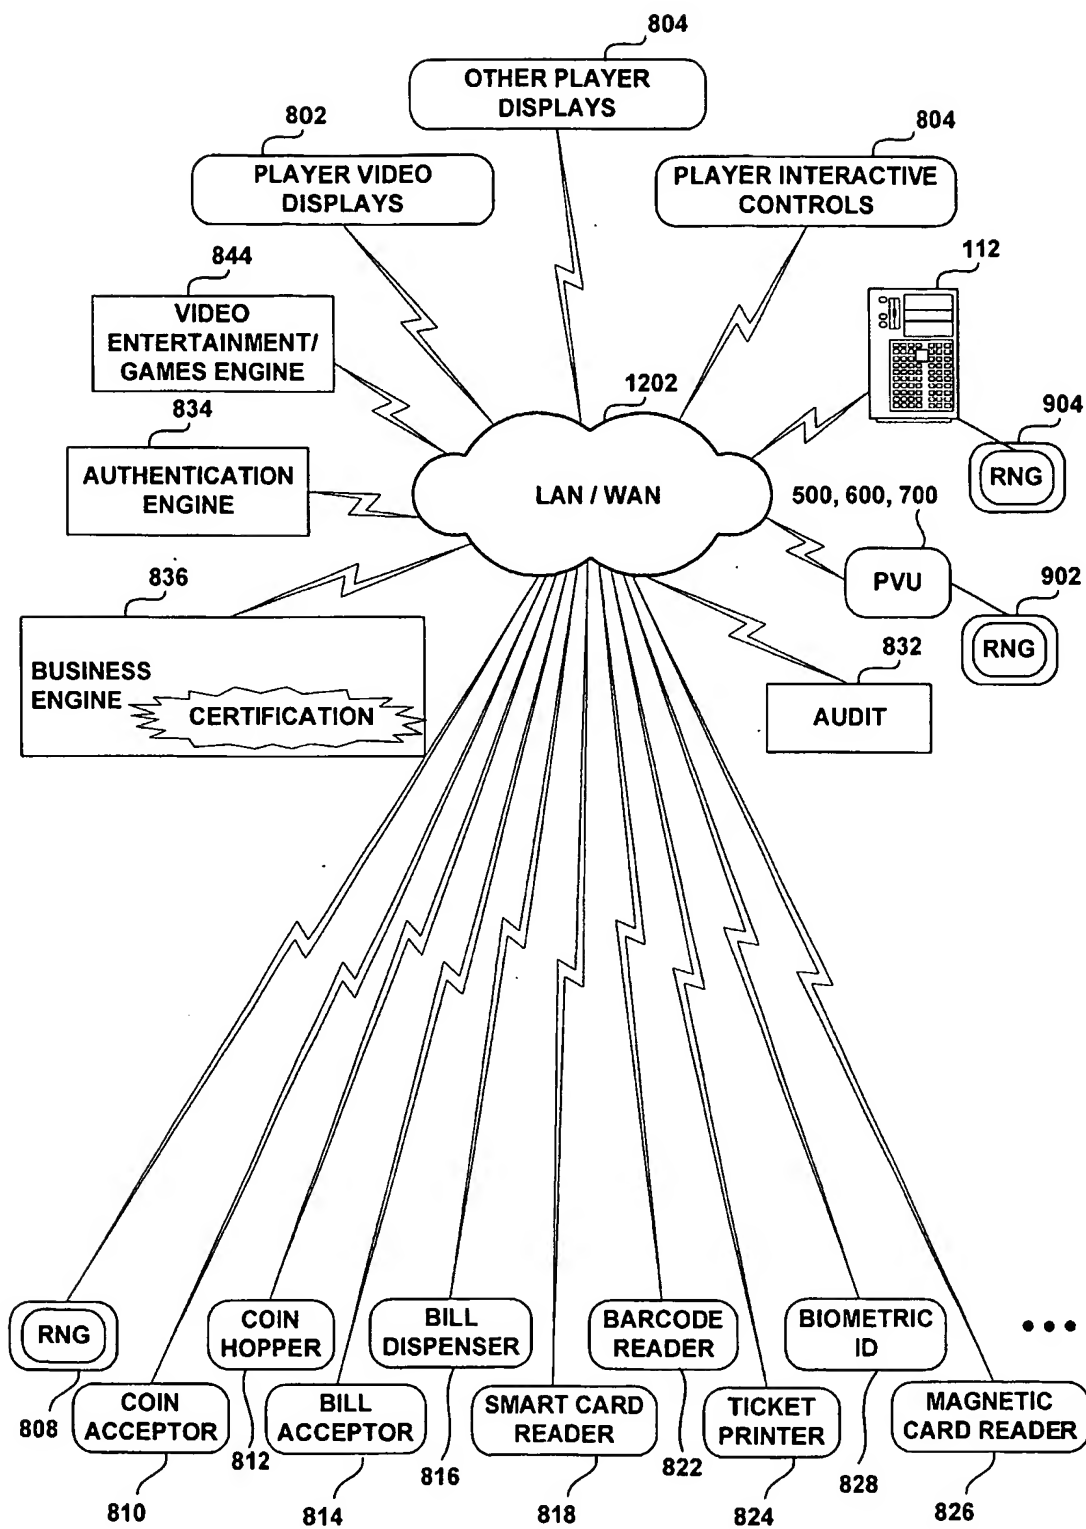 804
OTHER PLAYER
DISPLAYS
802
PLAYER VIDEO
DISPLAYS
804
PLAYER INTERACTIVE
CONTROLS
844
VIDEO
ENTERTAINMENT/
GAMES ENGINE
112
1202
834
AUTHENTICATION
ENGINE
LAN / WAN
904
RNG
500, 600, 700
PVU
836
BUSINESS
ENGINE
CERTIFICATION
902
RNG
832
AUDIT
RNG
COIN
HOPPER
BILL
DISPENSER
BARCODE
READER
BIOMETRIC
ID
•••
808
COIN
ACCEPTOR
812
BILL
ACCEPTOR
816
SMART CARD
READER
822
TICKET
PRINTER
828
MAGNETIC
CARD READER
810
814
818
824
826